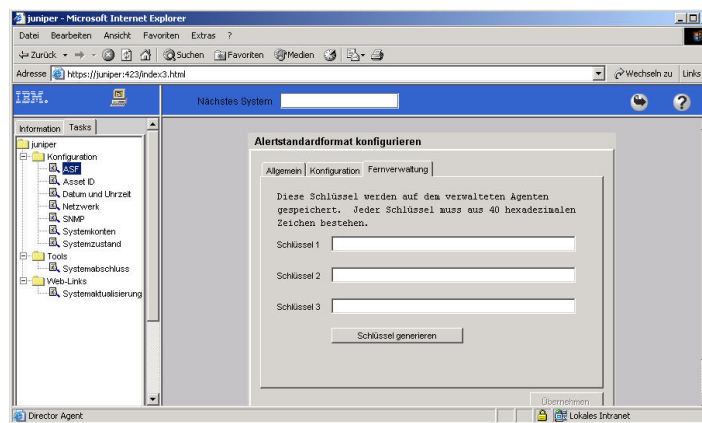 juniper - Microsoft Internet Explorer
Datei Bearbeiten Ansicht Favoriten Extras ?
Zurück Suchen Favoriten Medien
Adresse https://juniper:423/index3.html Wechseln zu Links
IBM. Nächstes System ?
Information Tasks
juniper
Konfiguration
ASF
Asset ID
Datum und Uhrzeit
Netzwerk
SNMP
Systemkonten
Systemzustand
Tools
Systemabschluss
Web-Links
Systemaktualisierung
Alertstandardformat konfigurieren
Allgemein Konfiguration Fernverwaltung
Diese Schlüssel werden auf dem verwalteten Agenten
gespeichert. Jeder Schlüssel muss aus 40 hexadezimalen
Zeichen bestehen.
Schlüssel 1
Schlüssel 2
Schlüssel 3
Schlüssel generieren
Übernehmen
Director Agent Lokales Intranet